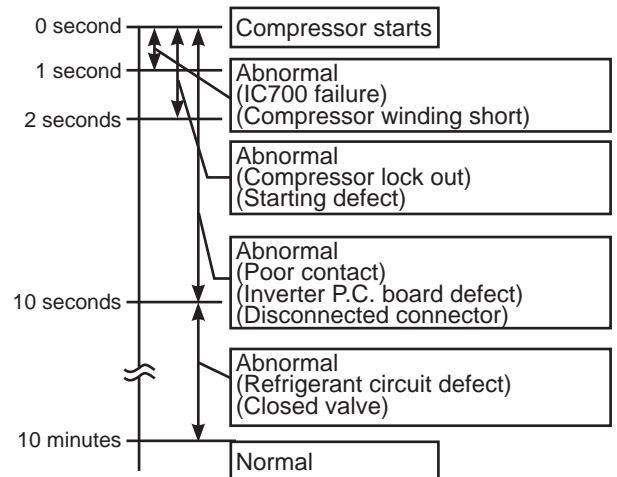 0 second
Compressor starts
1 second
Abnormal
(IC700 failure)
(Compressor winding short)
2 seconds
Abnormal
(Compressor lock out)
(Starting defect)
Abnormal
(Poor contact)
(Inverter P.C. board defect)
(Disconnected connector)
10 seconds
Abnormal
(Refrigerant circuit defect)
(Closed valve)
10 minutes
Normal